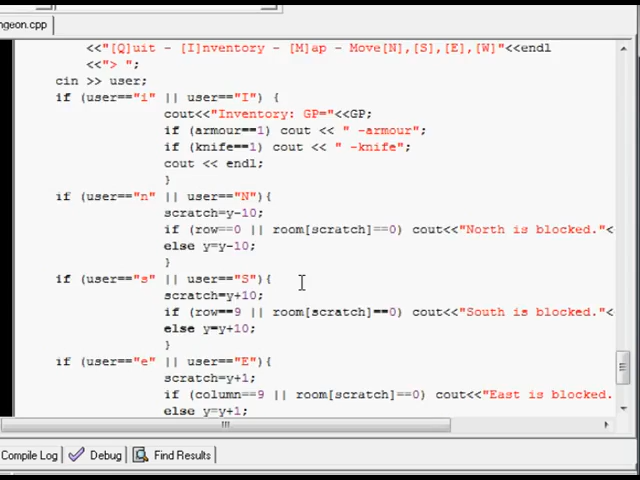 ngeon.cpp
<<"[Q]uit - [I]nventory - [M]ap - Move[N],[S],[E],[W]"<<endl
<<"> ";
cin >> user;
if (user=="i" || user=="I") {
cout<<"Inventory: GP="<<GP;
if (armour==1) cout << " -armour";
if (knife==1) cout << " -knife";
cout << endl;
}
if (user=="n" || user=="N"){
scratch=y-10;
if (row==0 || room[scratch]==0) cout<<"North is blocked."<
else y=y-10;
}
if (user=="s" || user=="S"){
scratch=y+10;
if (row==9 || room[scratch]==0) cout<<"South is blocked."<
else y=y+10;
}
if (user=="e" || user=="E"){
scratch=y+1;
if (column==9 || room[scratch]==0) cout<<"East is blocked.
else y=y+1;
Compile Log Debug Find Results